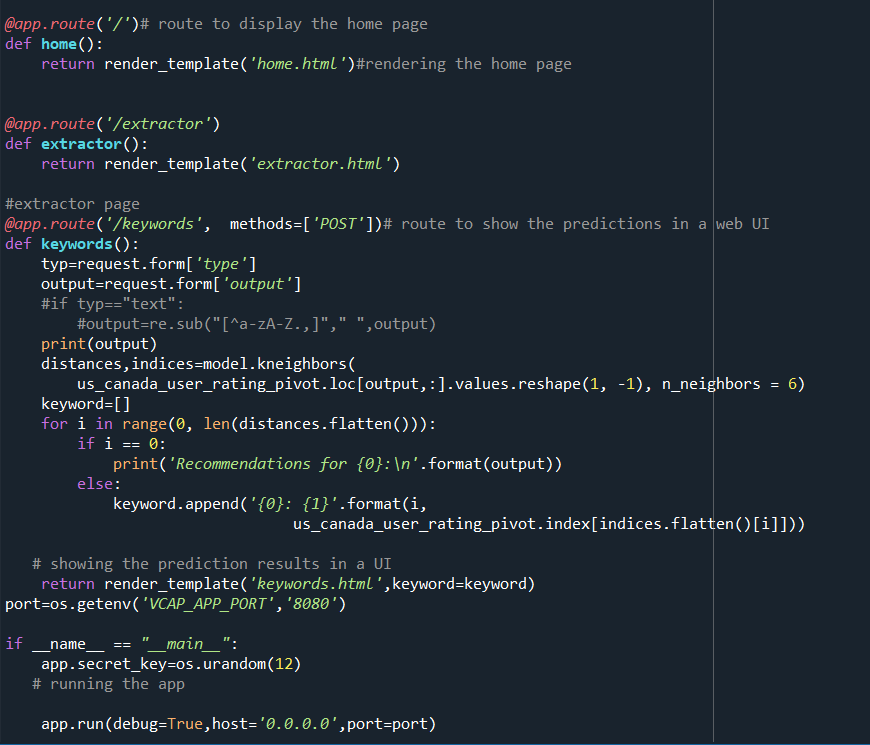 @app.route('/')# route to display the home page
def home():
    return render_template('home.html')#rendering the home page
@app.route('/extractor')
def extractor():
    return render_template('extractor.html')
#extractor page
@app.route('/keywords',  methods=['POST'])# route to show the predictions in a web UI
def keywords():
    typ=request.form['type']
    output=request.form['output']
    #if typ=="text":
        #output=re.sub("[^a-zA-Z.,]"," ",output)
    print(output)
    distances,indices=model.kneighbors(
        us_canada_user_rating_pivot.loc[output,:].values.reshape(1, -1), n_neighbors = 6)
    keyword=[]
    for i in range(0, len(distances.flatten())):
        if i == 0:
            print('Recommendations for {0}:\n'.format(output))
        else:
            keyword.append('{0}: {1}'.format(i,
                                us_canada_user_rating_pivot.index[indices.flatten()[i]]))
   # showing the prediction results in a UI
    return render_template('keywords.html',keyword=keyword)
port=os.getenv('VCAP_APP_PORT','8080')
if __name__ == "__main__":
    app.secret_key=os.urandom(12)
   # running the app
    app.run(debug=True,host='0.0.0.0',port=port)